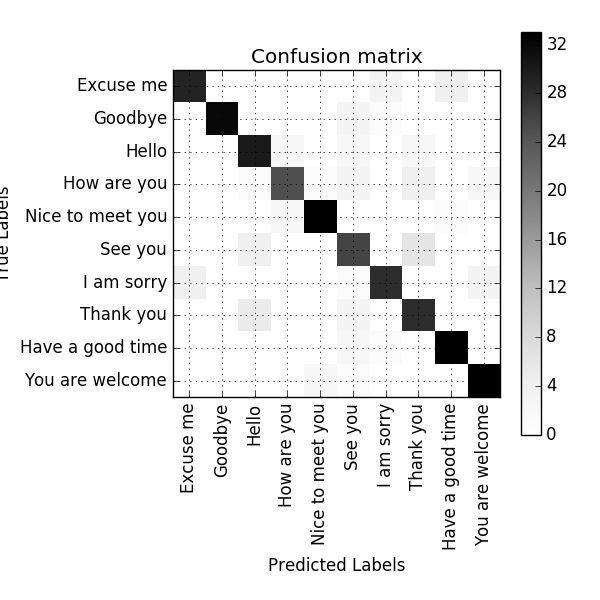 Confusion matrix
Excuse me
Goodbye
Hello
How are you
Nice to meet you
See you
I am sorry
Thank you
Have a good time
You are welcome
True Labels
Excuse me
Goodbye
Hello
How are you
Nice to meet you
See you
I am sorry
Thank you
Have a good time
You are welcome
Predicted Labels
32
28
24
20
16
12
8
4
0